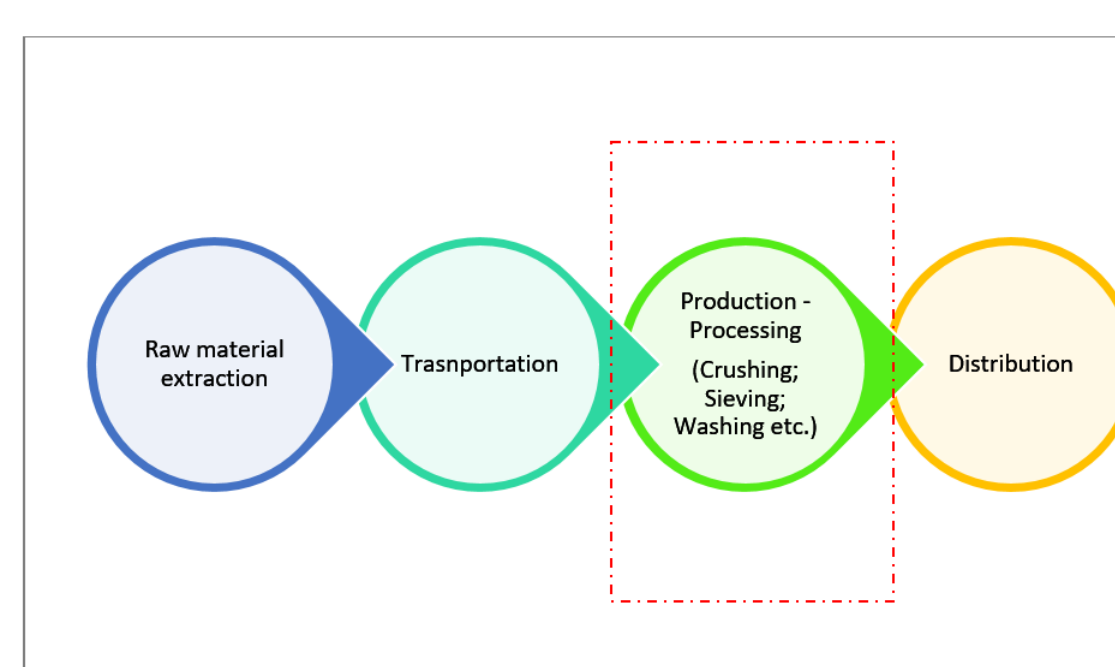 Raw material
extraction
Trasnportation
Production -
Processing
(Crushing;
Sieving;
Washing etc.)
Distribution